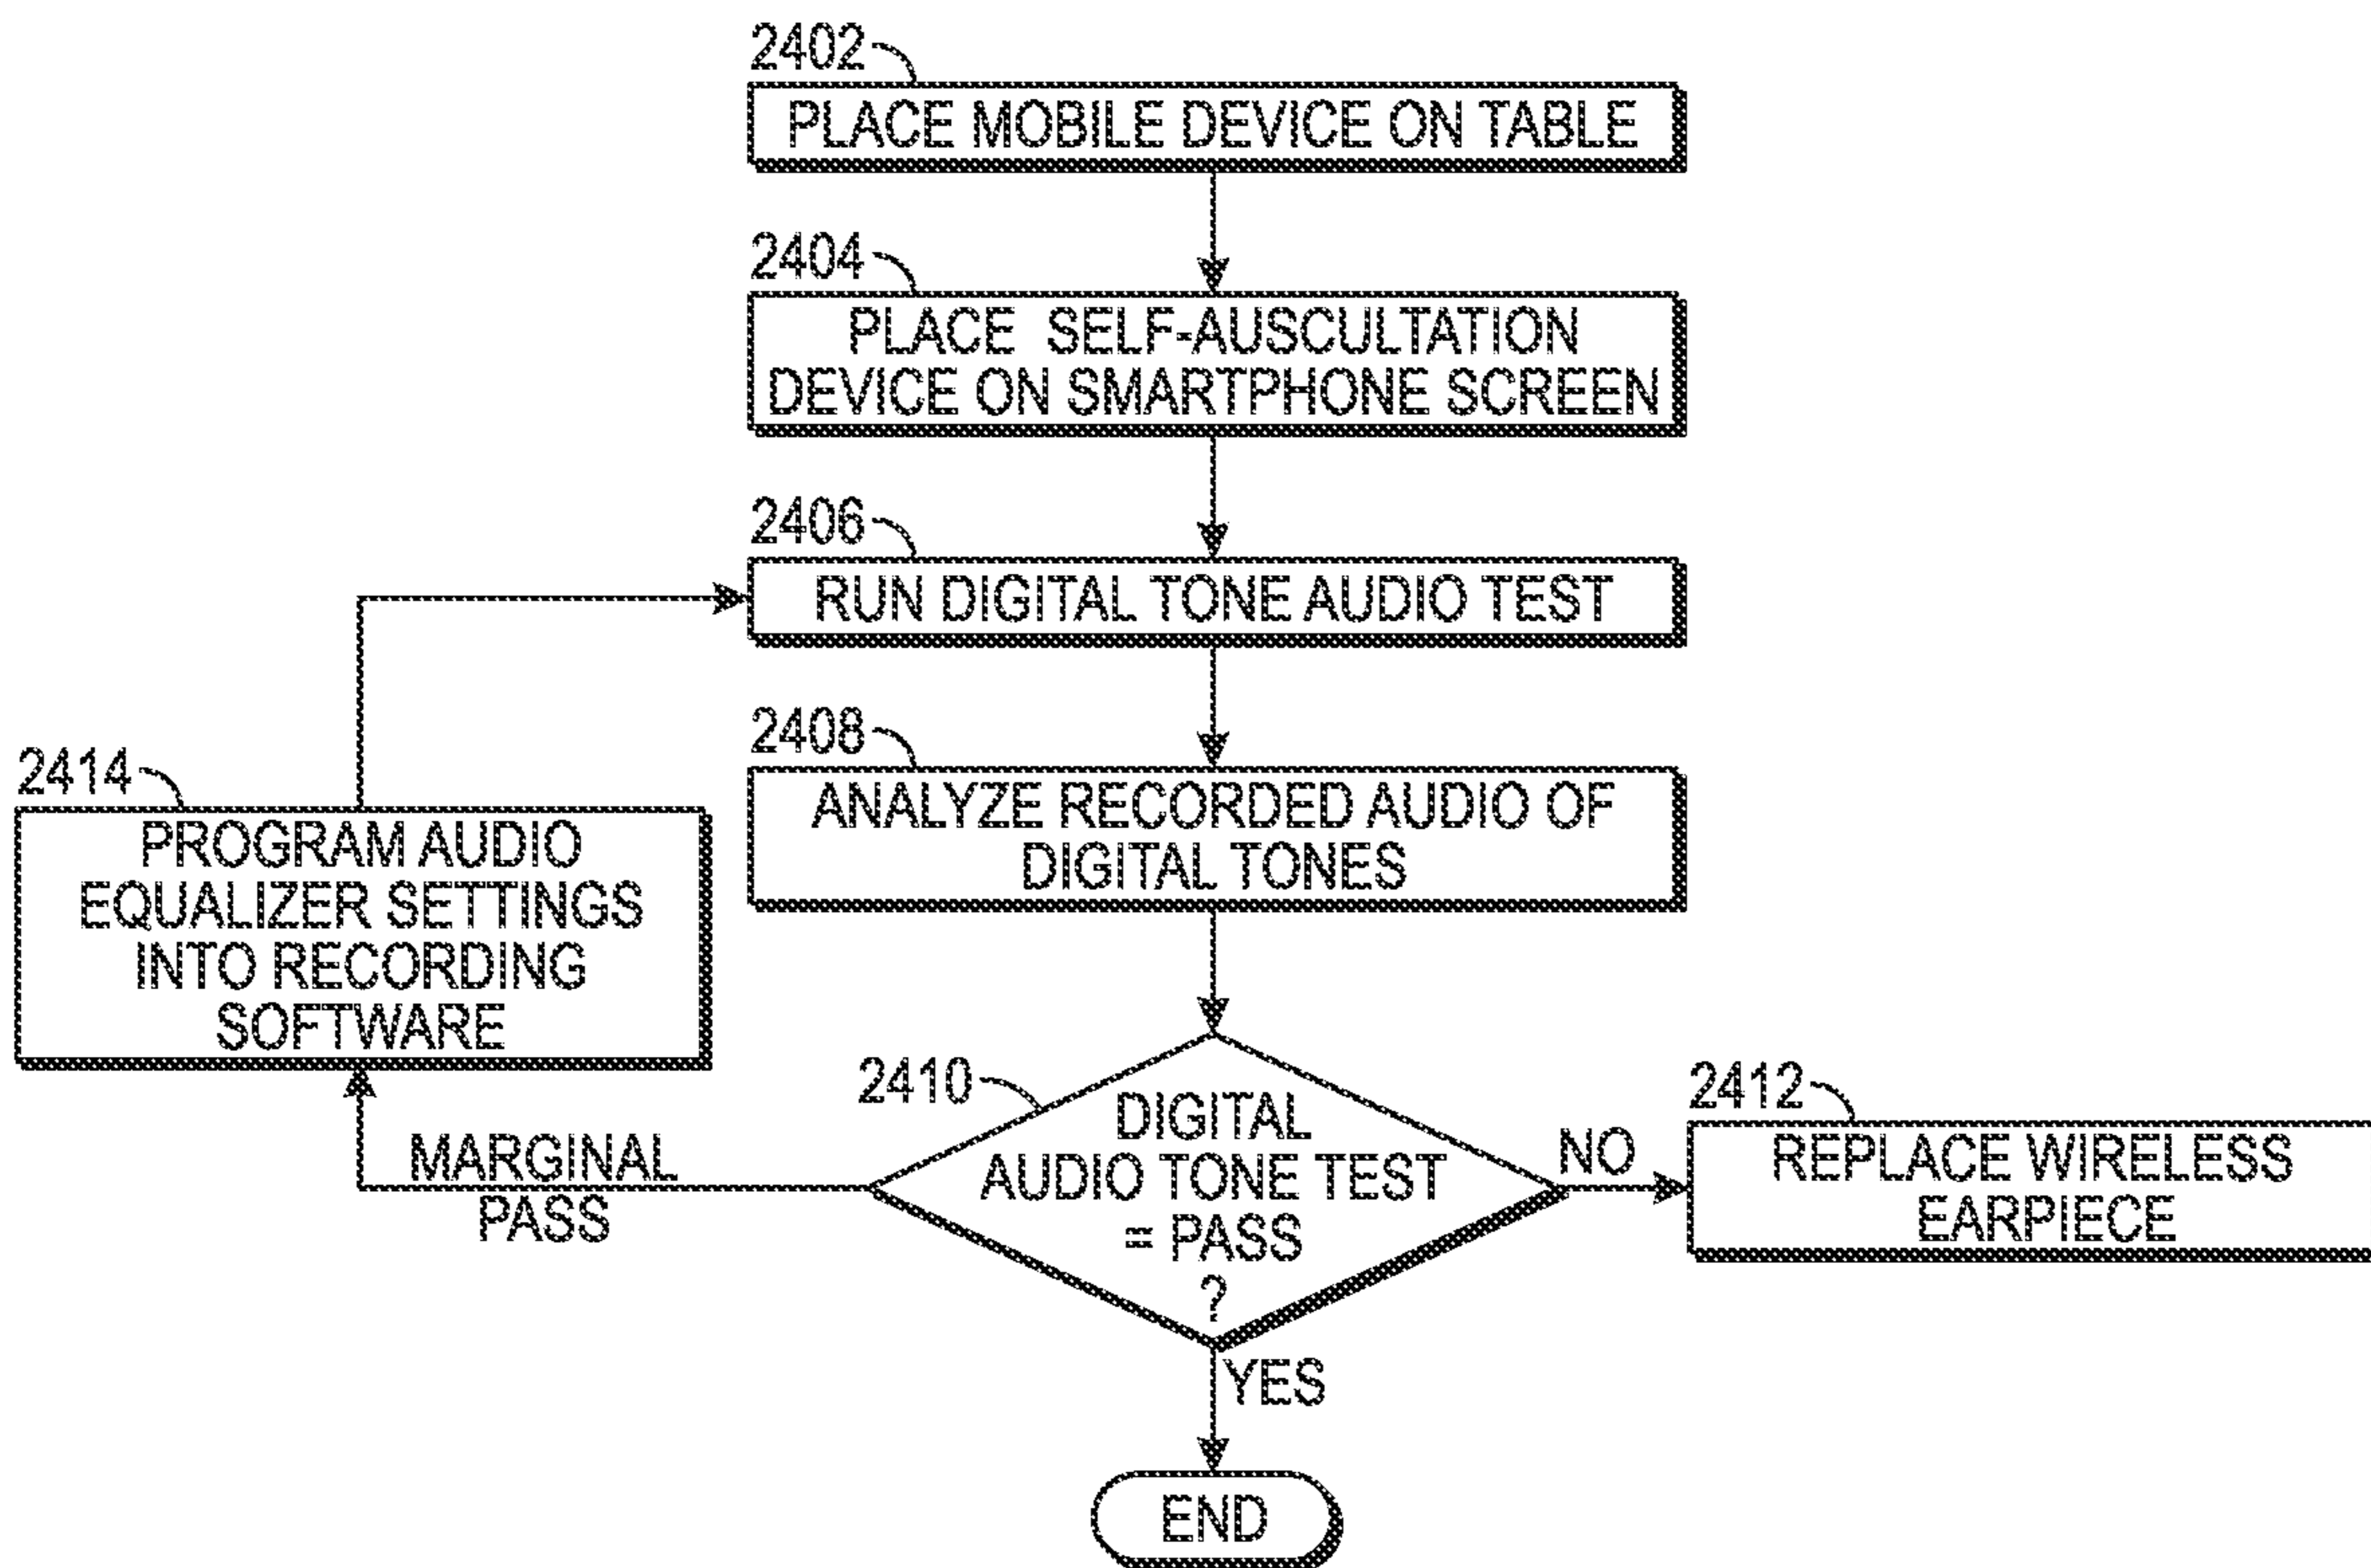 2402
PLACE MOBILE DEVICE ON TABLE
2404
PLACE SELF-AUSCULTATION
DEVICE ON SMARTPHONE SCREEN
2406
RUN DIGITAL TONE AUDIO TEST
2408
ANALYZE RECORDED AUDIO OF
DIGITAL TONES
2414
PROGRAM AUDIO
EQUALIZER SETTINGS
INTO RECORDING
SOFTWARE
MARGINAL
PASS
2410
DIGITAL
AUDIO TONE TEST
= PASS
?
NO
2412
REPLACE WIRELESS
EARPIECE
YES
END